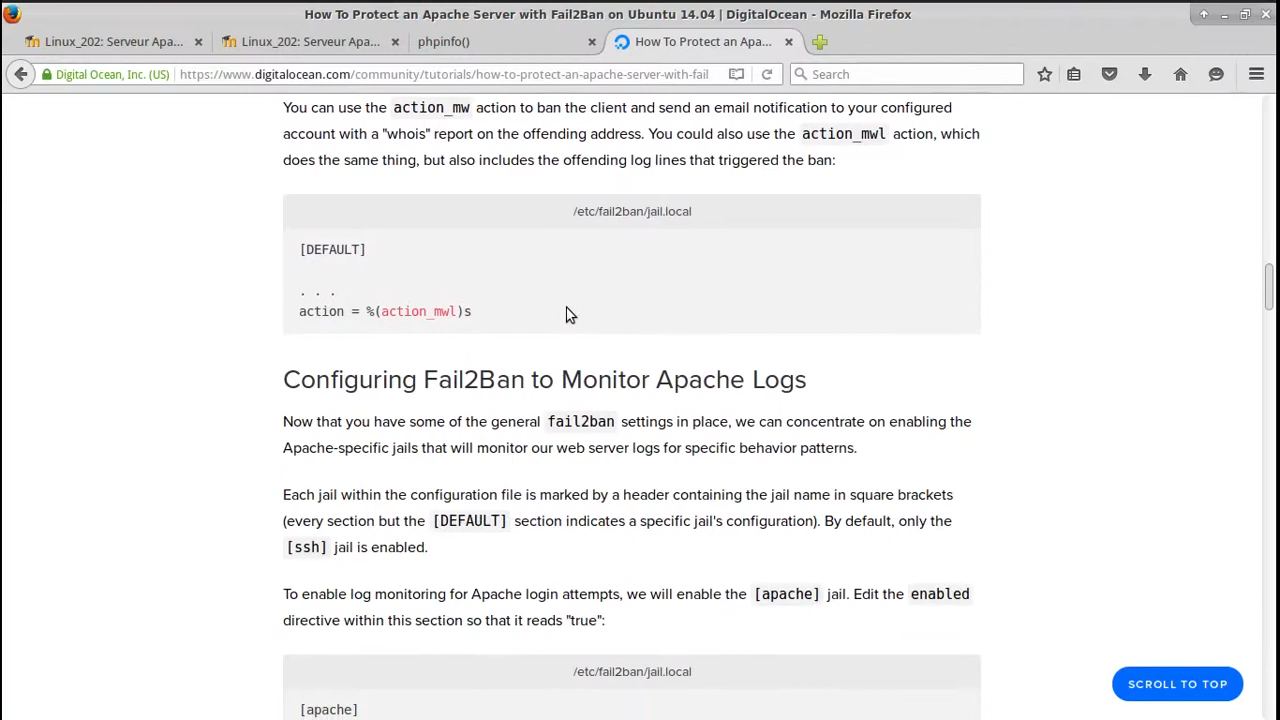 How To Protect an Apache Server with Fail2Ban on Ubuntu 14.04 | DigitalOcean - Mozilla Firefox
Linux_202: Serveur Apa...
Linux_202: Serveur Apa...
phpinfo()
How To Protect an Apa...
Digital Ocean, Inc. (US)
https://www.digitalocean.com/community/tutorials/how-to-protect-an-apache-server-with-fail
Search
You can use the action_mw action to ban the client and send an email notification to your configured
account with a "whois" report on the offending address. You could also use the action_mwl action, which
does the same thing, but also includes the offending log lines that triggered the ban:
/etc/fail2ban/jail.local
[DEFAULT]
. . .
action = %(action_mwl)s
Configuring Fail2Ban to Monitor Apache Logs
Now that you have some of the general fail2ban settings in place, we can concentrate on enabling the
Apache-specific jails that will monitor our web server logs for specific behavior patterns.
Each jail within the configuration file is marked by a header containing the jail name in square brackets
(every section but the [DEFAULT] section indicates a specific jail's configuration). By default, only the
[ssh] jail is enabled.
To enable log monitoring for Apache login attempts, we will enable the [apache] jail. Edit the enabled
directive within this section so that it reads "true":
/etc/fail2ban/jail.local
[apache]
SCROLL TO TOP